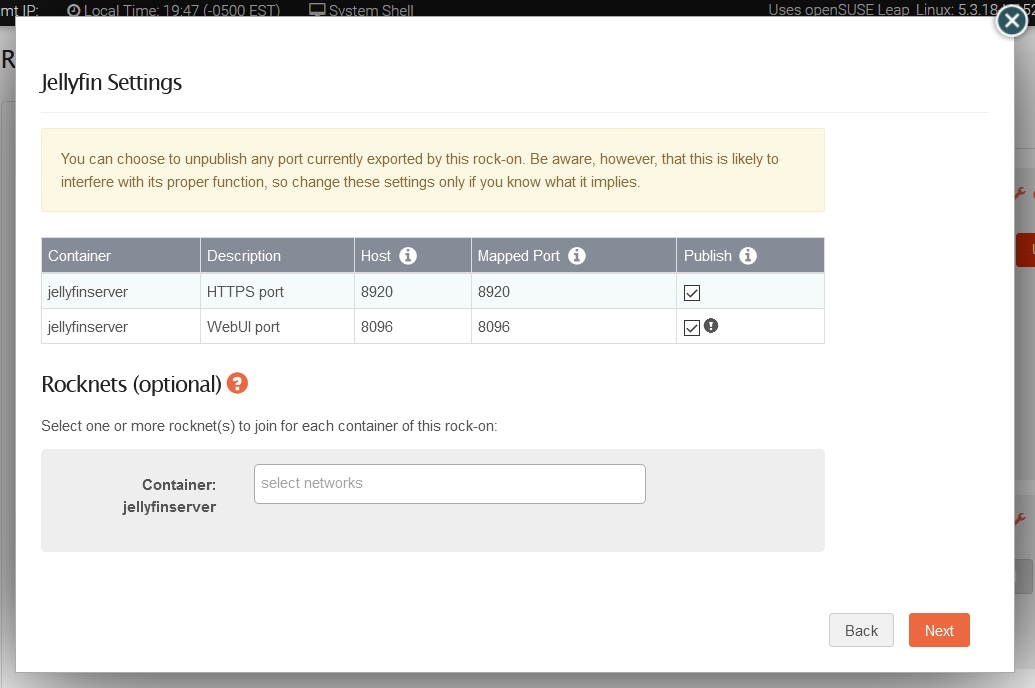 mt IP: Local Time: 19:47 (-0500 EST) System Shell Uses openSUSE Leap Linux: 5.3.18
R
Jellyfin Settings
You can choose to unpublish any port currently exported by this rock-on. Be aware, however, that this is likely to
interfere with its proper function, so change these settings only if you know what it implies.
Container Description Host Mapped Port Publish
jellyfinserver HTTPS port 8920 8920
jellyfinserver WebUI port 8096 8096
Rocknets (optional)
Select one or more rocknet(s) to join for each container of this rock-on:
Container: select networks
jellyfinserver
Back Next